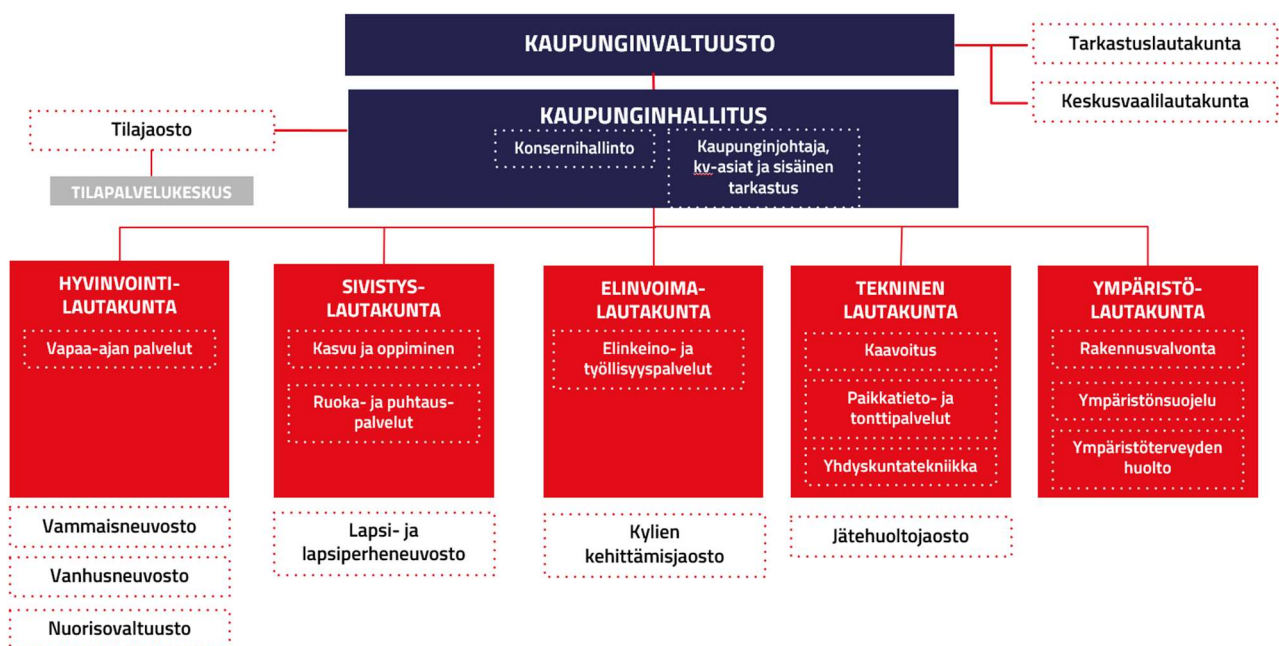 KAUPUNGINVALTUUSTO
Tarkastuslautakunta
Keskusvaalilautakunta
KAUPUNGINHALLITUS
Konsernihallinto
Kaupunginjohtaja,
kv-asiat ja sisäinen
tarkastus
Tilajaosto
TILAPALVELUKESKUS
HYVINVOINTI-
LAUTAKUNTA
Vapaa-ajan palvelut
Vammaisneuvosto
Vanhusneuvosto
Nuorisovaltuusto
SIVISTYS-
LAUTAKUNTA
Kasvu ja oppiminen
Ruoka- ja puhtaus-
palvelut
Lapsi- ja
lapsiperheneuvosto
ELINVOIMA-
LAUTAKUNTA
Elinkeino- ja
työllisyyspalvelut
Kylien
kehittämisjaosto
TEKNINEN
LAUTAKUNTA
Kaavoitus
Paikkatieto- ja
tonttipalvelut
Yhdyskuntatekniikka
Jätehuoltojaosto
YMPÄRISTÖ-
LAUTAKUNTA
Rakennusvalvonta
Ympäristönsuojelu
Ympäristöterveyden
huolto